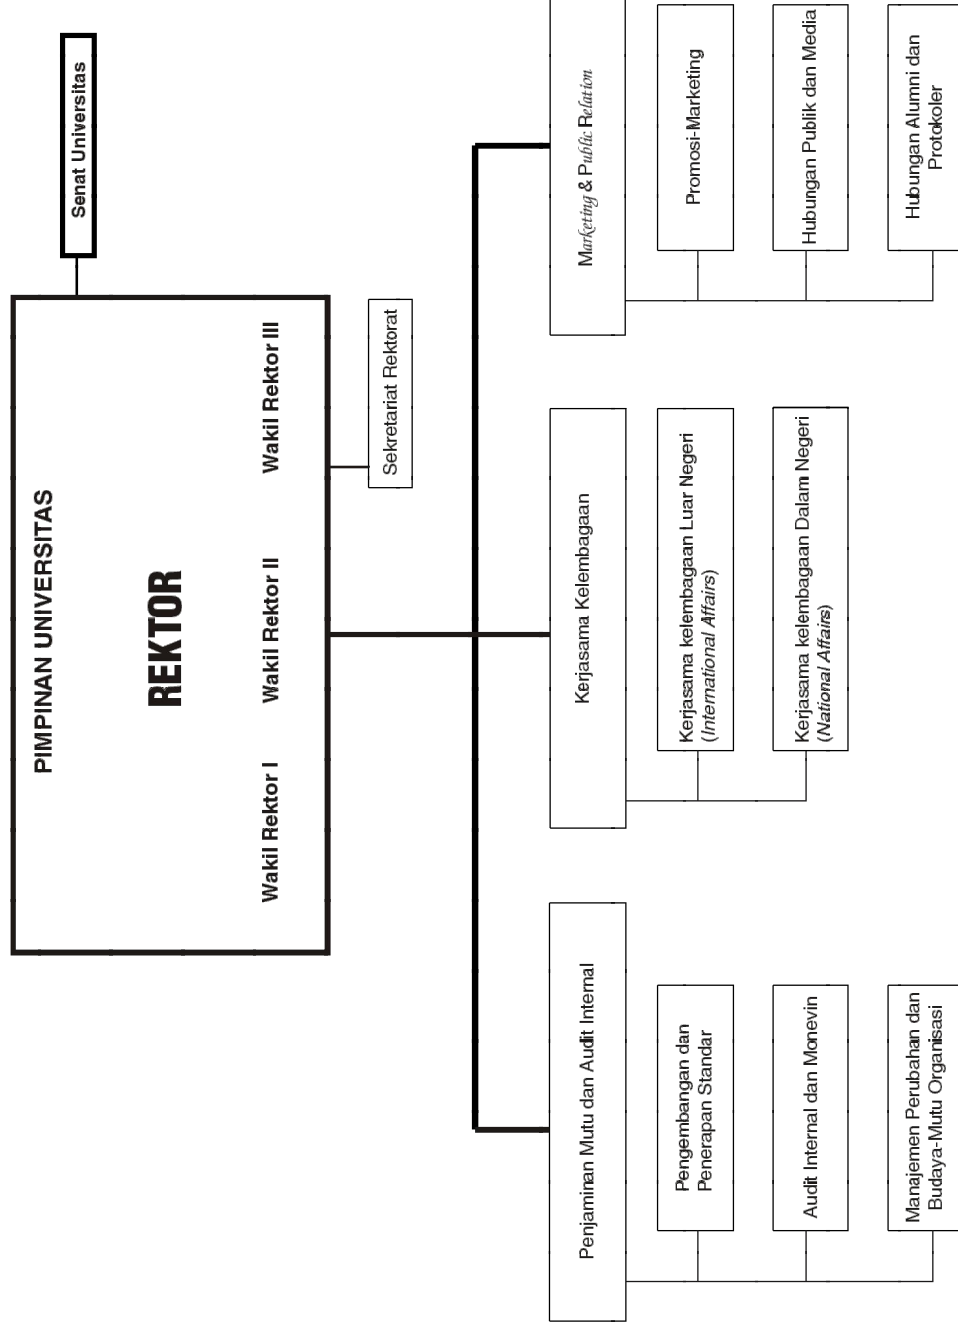 PIMPINAN UNIVERSITAS
Senat Universitas
REKTOR
Wakil Rektor I
Wakil Rektor II
Wakil Rektor III
Sekretariat Rektorat
Penjaminan Mutu dan Audit Internal
Pengembangan dan
Penerapan Standar
Audit Internal dan Monevin
Manajemen Perubahan dan
Budaya-Mutu Organisasi
Kerjasama Kelembagaan
Kerjasama kelembagaan Luar Negeri
(International Affairs)
Kerjasama kelembagaan Dalam Negeri
(National Affairs)
Marketing & Public Relation
Promosi-Marketing
Hubungan Publik dan Media
Hubungan Alumni dan
Protokoler